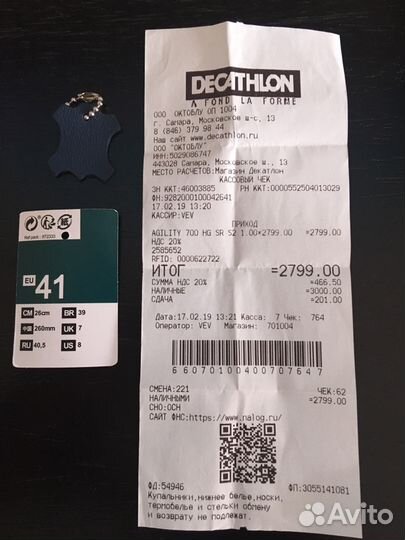 DECATHLON
A FOND LA FORME
ООО ОКТОБЛУ ОП 1004
г. Самара, Московское ш-с, 13
8 (846) 379 98 44
Наш сайт www.decathlon.ru
ООО "ОКТОБЛУ"
ИНН:5029086747
443028 Самара, Московское ш., 13
МЕСТО РАСЧЕТОВ:Магазин Декатлон
КАССОВЫЙ ЧЕК
ЗН ККТ:46003885 РН ККТ:0000552504013029
ФН:9282000100042641
17.02.19 13:20
КАССИР:VEV
ПРИХОД
AGILITY 700 HG SR S2 1.00×2799.00 =2799.00
НДС 20%
2585652
RFID: 0000622722
ИТОГ =2799.00
СУММА НДС 20% =466.50
НАЛИЧНЫЕ =3000.00
СДАЧА =201.00
Дата:17.02.19 13:21 Касса: 7 Чек: 764
Оператор: VEV Магазин: 701004
66070100400707647
СМЕНА:221 ЧЕК:62
НАЛИЧНЫМИ =2799.00
СНО:ОСН
САЙТ ФНС:https://www.nalog.ru/
ФД:54946 ФП:3055141081
Купальники,нижнее белье,носки,
термобелье и стельки обмену
и возврату не подлежат.
EU 41
CM 26cm BR 39
中国 260mm UK 7
RU 40,5 US 8
Avito